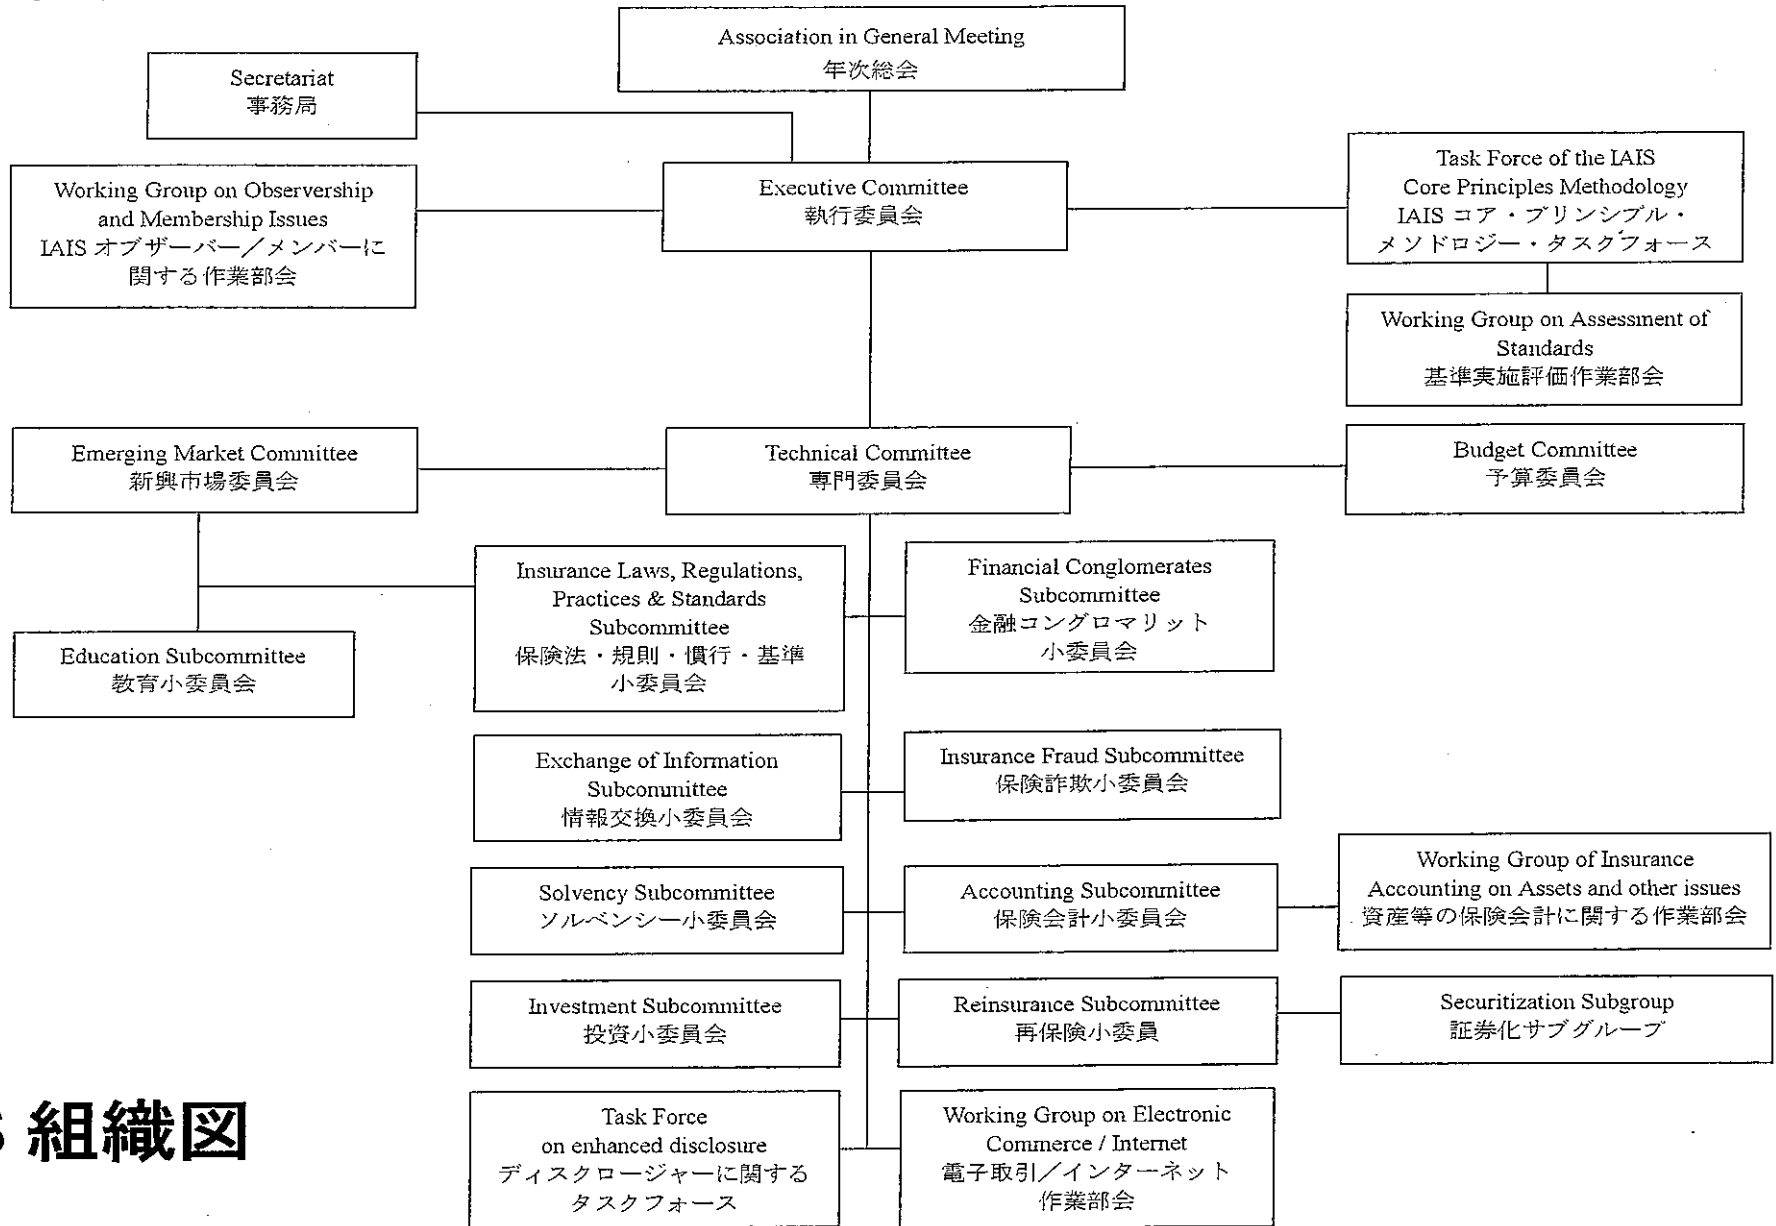 Association in General Meeting
年次総会
Secretariat
事務局
Working Group on Observership
and Membership Issues
IAIS オブザーバー／メンバーに
関する作業部会
Executive Committee
執行委員会
Task Force of the IAIS
Core Principles Methodology
IAIS コア・プリンシプル・
メソドロジー・タスクフォース
Working Group on Assessment of
Standards
基準実施評価作業部会
Emerging Market Committee
新興市場委員会
Technical Committee
専門委員会
Budget Committee
予算委員会
Insurance Laws, Regulations,
Practices & Standards
Subcommittee
保険法・規則・慣行・基準
小委員会
Financial Conglomerates
Subcommittee
金融コングロマリット
小委員会
Education Subcommittee
教育小委員会
Exchange of Information
Subcommittee
情報交換小委員会
Insurance Fraud Subcommittee
保険詐欺小委員会
Solvency Subcommittee
ソルベンシー小委員会
Accounting Subcommittee
保険会計小委員会
Working Group of Insurance
Accounting on Assets and other issues
資産等の保険会計に関する作業部会
Investment Subcommittee
投資小委員会
Reinsurance Subcommittee
再保険小委員
Securitization Subgroup
証券化サブグループ
Task Force
on enhanced disclosure
ディスクロージャーに関する
タスクフォース
Working Group on Electronic
Commerce / Internet
電子取引／インターネット
作業部会
組織図